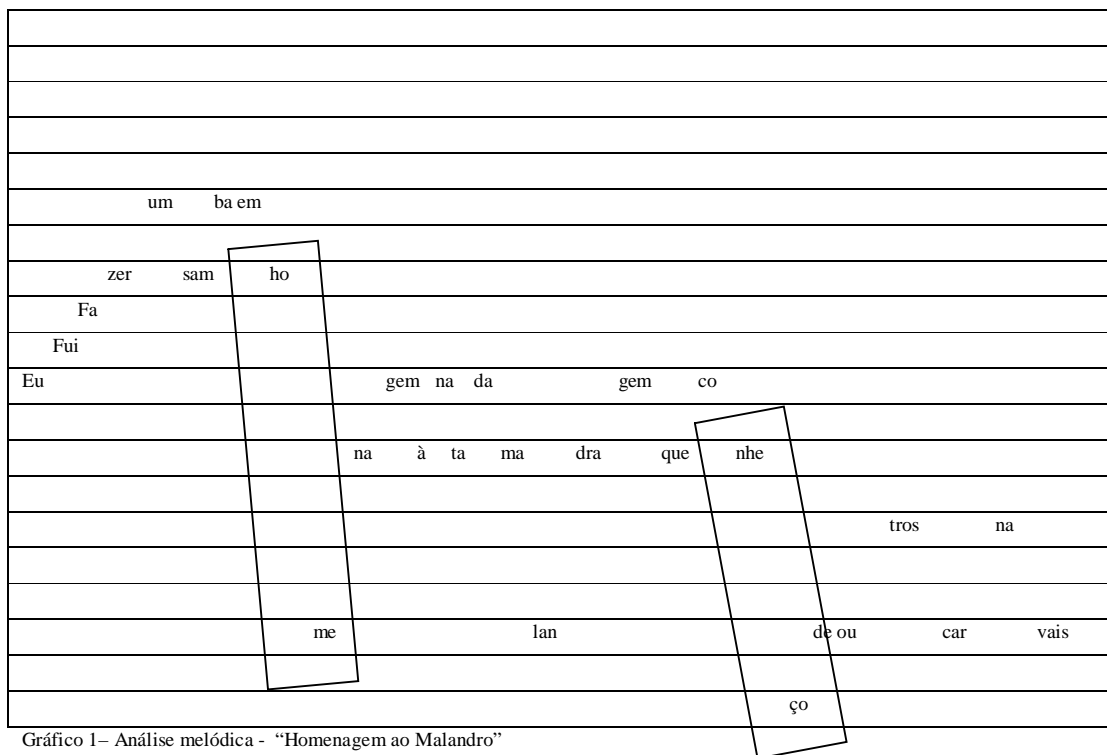 um ba em
zer sam ho
Fa
Fui
Eu gem na da gem co
na à ta ma dra que nhe
tros na
me lan de ou car vais
ço
Gráfico 1– Análise melódica - “Homenagem ao Malandro”